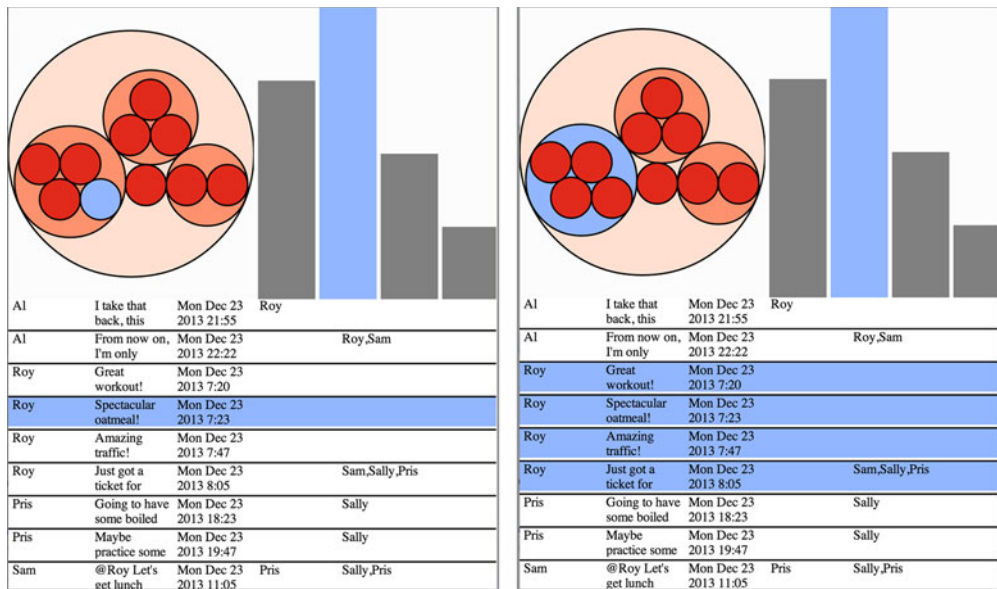 Al I take that Mon Dec 23 Roy
back, this 2013 21:55
Al From now on, Mon Dec 23 Roy,Sam
I'm only 2013 22:22
Roy Great Mon Dec 23
workout! 2013 7:20
Roy Spectacular Mon Dec 23
oatmeal! 2013 7:23
Roy Amazing Mon Dec 23
traffic! 2013 7:47
Roy Just got a Mon Dec 23 Sam,Sally,Pris
ticket for 2013 8:05
Pris Going to have Mon Dec 23 Sally
some boiled 2013 18:23
Pris Maybe Mon Dec 23 Sally
practice some 2013 19:47
Sam @Roy Let's Mon Dec 23 Pris Sally,Pris
get lunch 2013 11:05
Al I take that Mon Dec 23 Roy
back, this 2013 21:55
Al From now on, Mon Dec 23 Roy,Sam
I'm only 2013 22:22
Roy Great Mon Dec 23
workout! 2013 7:20
Roy Spectacular Mon Dec 23
oatmeal! 2013 7:23
Roy Amazing Mon Dec 23
traffic! 2013 7:47
Roy Just got a Mon Dec 23 Sam,Sally,Pris
ticket for 2013 8:05
Pris Going to have Mon Dec 23 Sally
some boiled 2013 18:23
Pris Maybe Mon Dec 23 Sally
practice some 2013 19:47
Sam @Roy Let's Mon Dec 23 Pris Sally,Pris
get lunch 2013 11:05